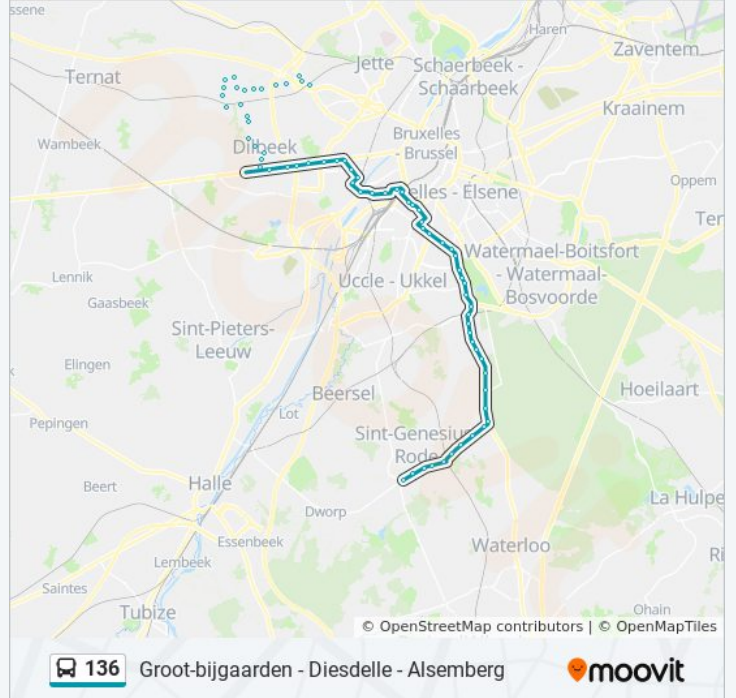 ssene
Haren
Zaventem
Ternat
Jette
Schaerbeek -
Schaarbeek
Kraainem
Wambeek
Dilbeek
Bruxelles
- Brussel
elles - Elsene
Oppem
Ter
Watermael-Boitsfort
- Watermaal-
Bosvoorde
Lennik
Uccle - Ukkel
Gaasbeek
Sint-Pieters-
Leeuw
Elingen
Beersel
Hoeilaart
Lot
Pepingen
Sint-Genesius
Rode
Halle
Beert
La Hulpe
Dworp
Essenbeek
Waterloo
Ri
Lembeek
Saintes
Tubize
Ohain
© OpenStreetMap contributors | © OpenMapTiles
136 Groot-bijgaarden - Diesdelle - Alsemberg
moovit